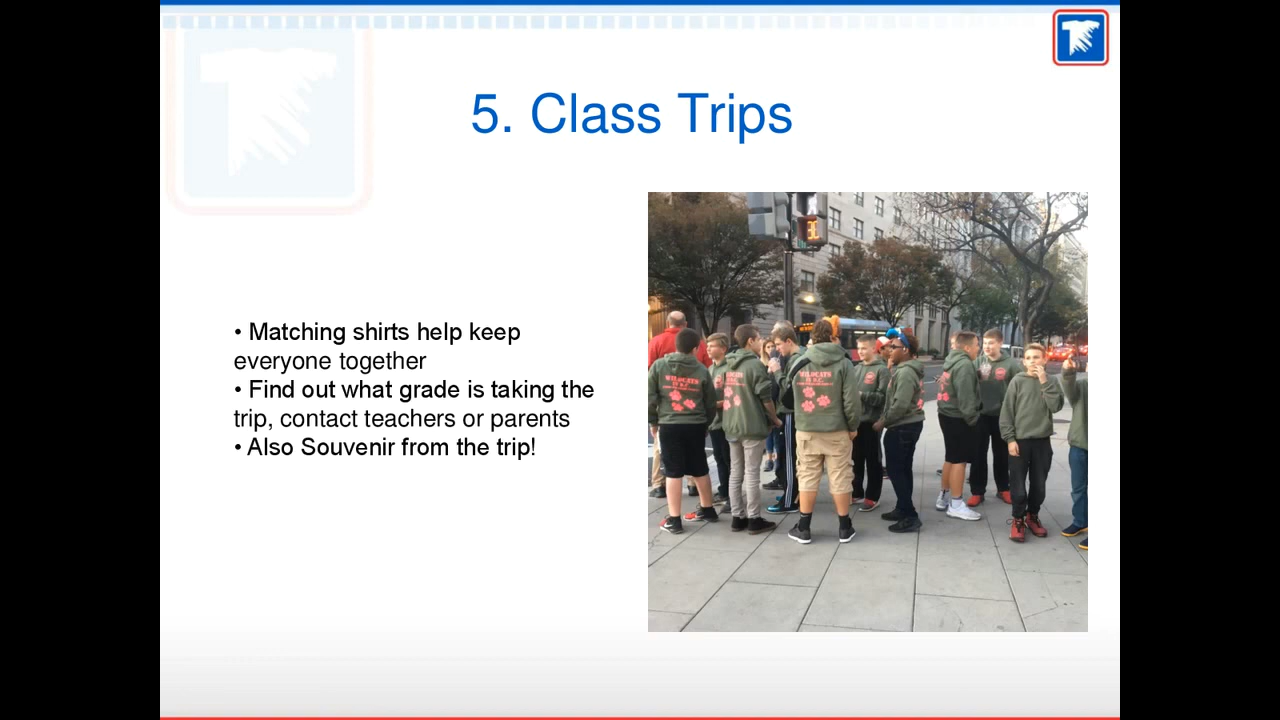 5. Class Trips
• Matching shirts help keep
everyone together
• Find out what grade is taking the
trip, contact teachers or parents
• Also Souvenir from the trip!
WILDCATS
WILDCATS